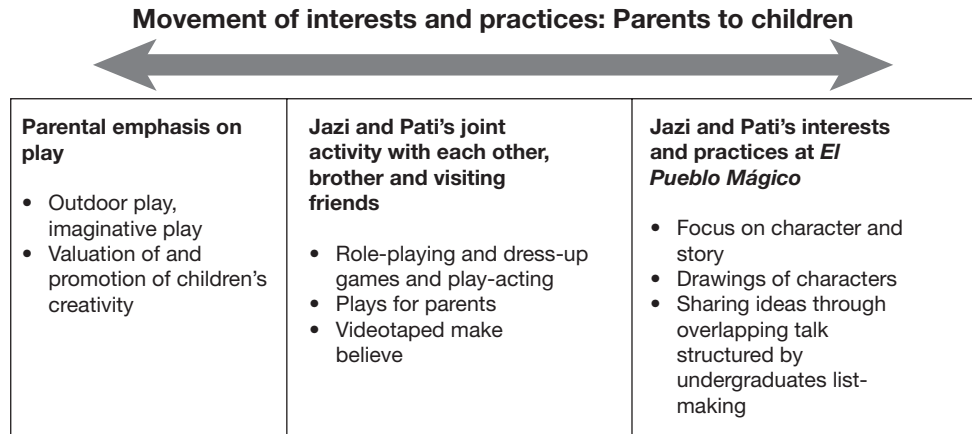 Movement of interests and practices: Parents to children
Parental emphasis on
play
• Outdoor play,
imaginative play
• Valuation of and
promotion of children's
creativity
Jazi and Pati's joint
activity with each other,
brother and visiting
friends
• Role-playing and dress-up
games and play-acting
• Plays for parents
• Videotaped make
believe
Jazi and Pati's interests
and practices at El
Pueblo Mágico
• Focus on character and
story
• Drawings of characters
• Sharing ideas through
overlapping talk
structured by
undergraduates list-
making